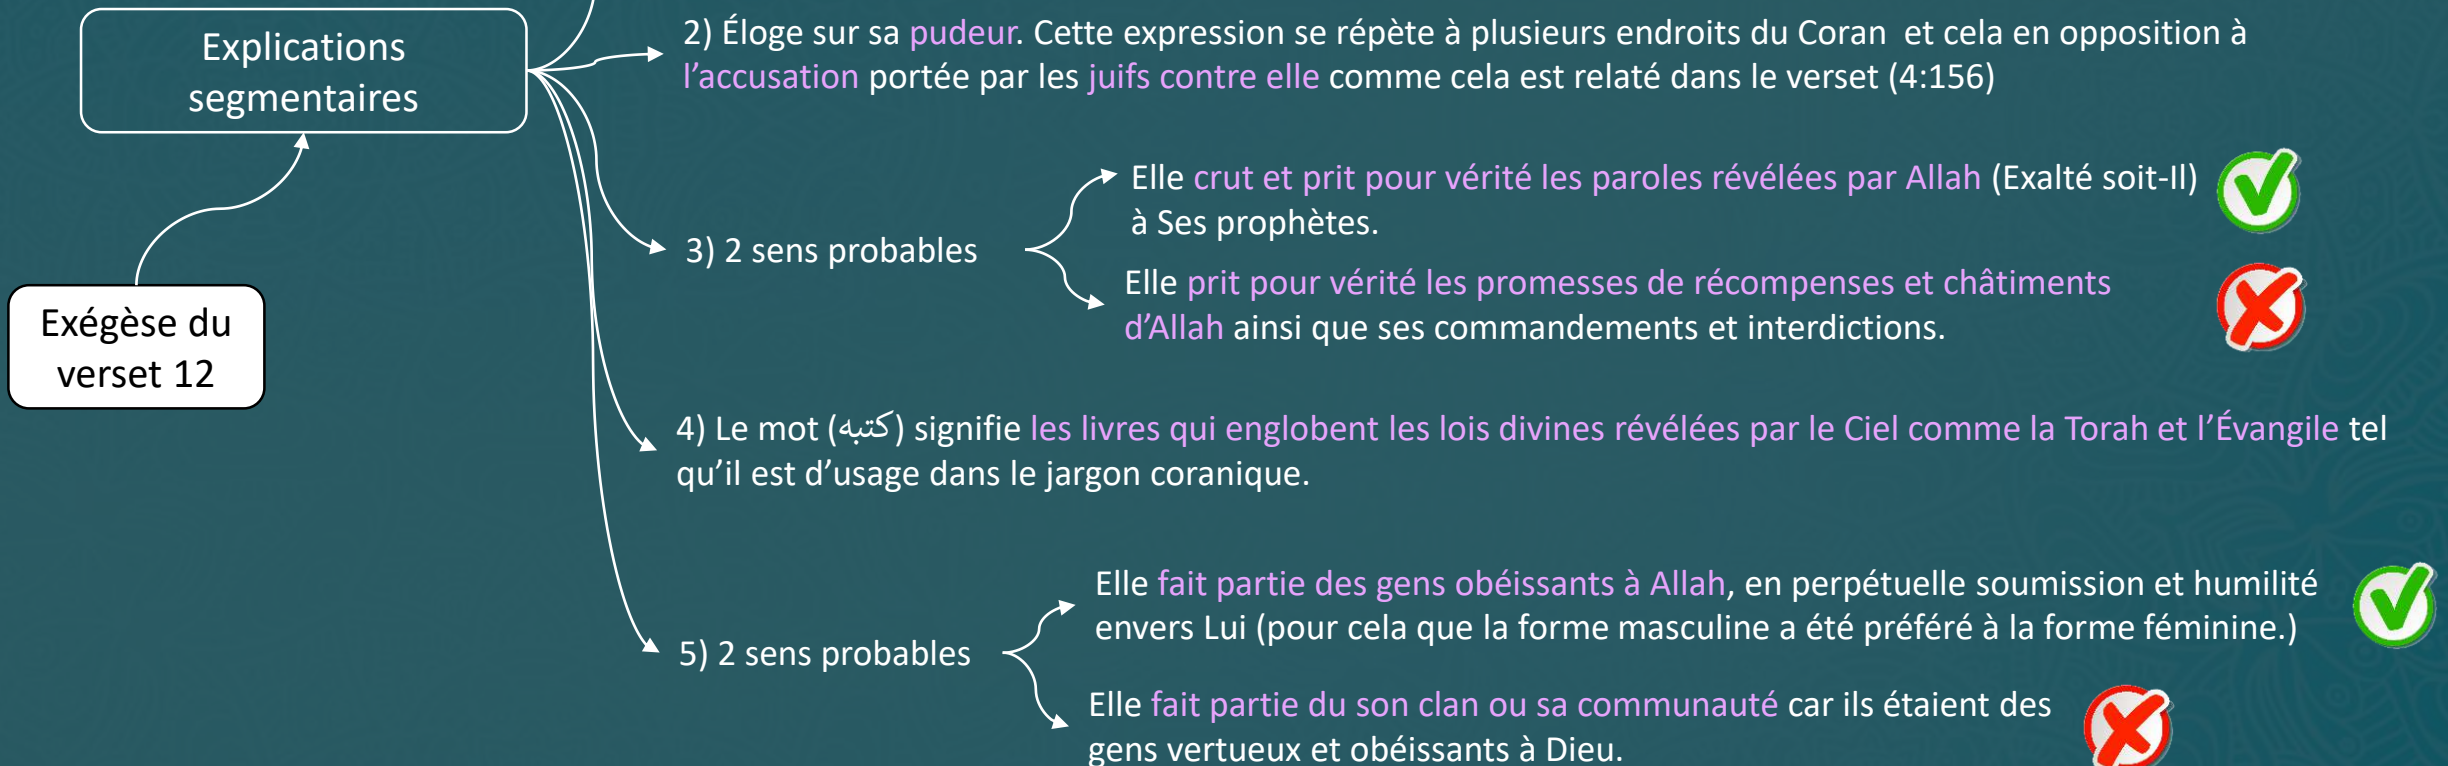 Explications
segmentaires
Exégèse du
verset 12
2) Éloge sur sa pudeur. Cette expression se répète à plusieurs endroits du Coran et cela en opposition à
l’accusation portée par les juifs contre elle comme cela est relaté dans le verset (4:156)
3) 2 sens probables
Elle crut et prit pour vérité les paroles révélées par Allah (Exalté soit-Il)
à Ses prophètes.
Elle prit pour vérité les promesses de récompenses et châtiments
d’Allah ainsi que ses commandements et interdictions.
4) Le mot (کتبه) signifie les livres qui englobent les lois divines révélées par le Ciel comme la Torah et l’Évangile tel
qu’il est d’usage dans le jargon coranique.
5) 2 sens probables
Elle fait partie des gens obéissants à Allah, en perpétuelle soumission et humilité
envers Lui (pour cela que la forme masculine a été préféré à la forme féminine.)
Elle fait partie du son clan ou sa communauté car ils étaient des
gens vertueux et obéissants à Dieu.